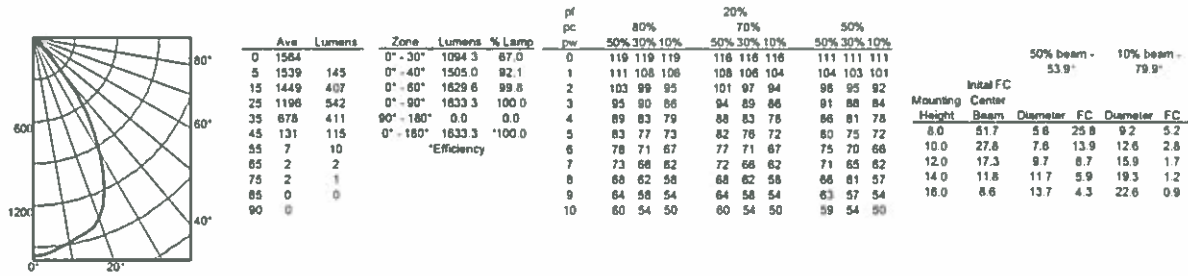 600
1200
0°
20°
40°
60°
80°
Ave Lumens
0 1564
5 1539 145
15 1449 407
25 1196 542
35 678 411
45 131 115
55 7 10
65 2 2
75 2 1
85 0 0
90 0
Zone Lumens % Lamp
0° - 30° 1094.3 67.0
0° - 40° 1505.0 92.1
0° - 60° 1629.6 99.8
0° - 90° 1633.3 100.0
90° - 180° 0.0 0.0
0° - 180° 1633.3 *100.0
*Efficiency
pf 20%
pc 80% 70% 50%
pw 50% 30% 10% 50% 30% 10% 50% 30% 10%
0 119 119 119 116 116 116 111 111 111
1 111 108 106 108 106 104 104 103 101
2 103 99 95 101 97 94 98 95 92
3 95 90 86 94 89 86 91 88 84
4 89 83 79 88 83 78 86 81 78
5 83 77 73 82 76 72 80 75 72
6 78 71 67 77 71 67 75 70 66
7 73 66 62 72 66 62 71 65 62
8 68 62 58 68 62 58 66 61 57
9 64 58 54 64 58 54 63 57 54
10 60 54 50 60 54 50 59 54 50
50% beam - 10% beam -
53.9° 79.9°
Inital FC
Mounting Center
Height Beam Diameter FC Diameter FC
8.0 51.7 5.6 25.8 9.2 5.2
10.0 27.8 7.6 13.9 12.6 2.8
12.0 17.3 9.7 8.7 15.9 1.7
14.0 11.8 11.7 5.9 19.3 1.2
16.0 8.6 13.7 4.3 22.6 0.9